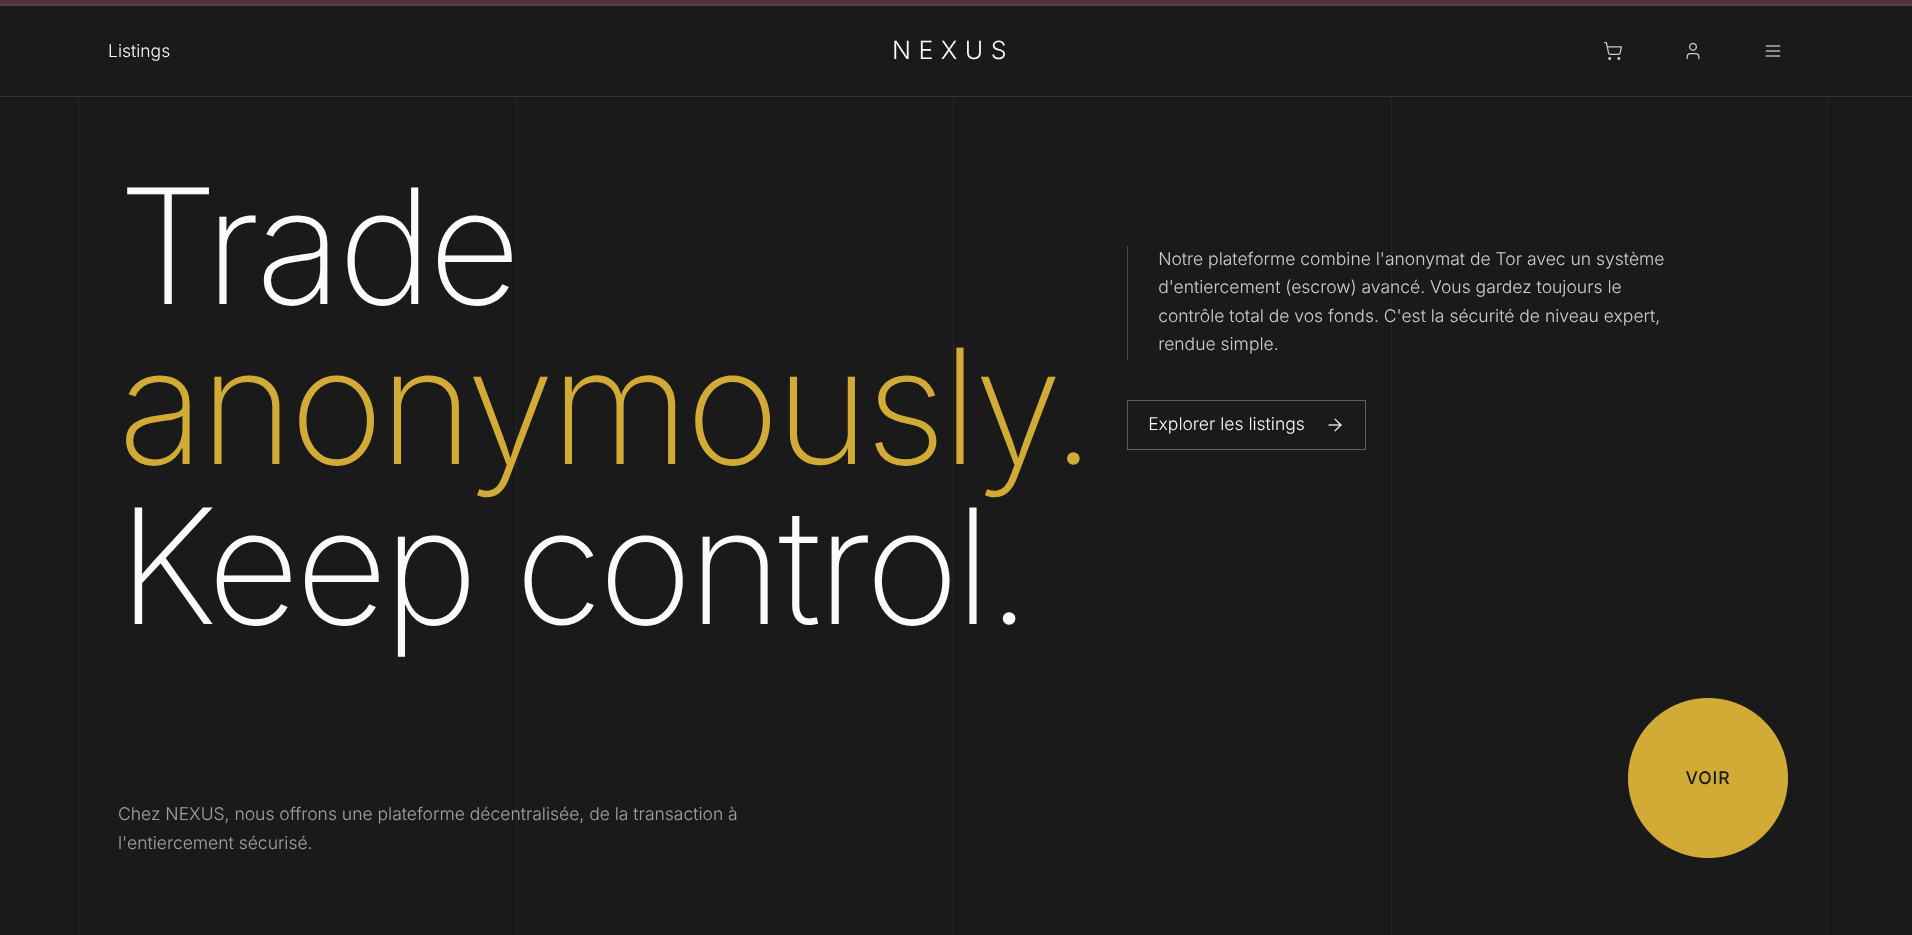 Listings
NEXUS
Trade
anonymously.
Keep control.
Notre plateforme combine l'anonymat de Tor avec un système
d'entiercement (escrow) avancé. Vous gardez toujours le
contrôle total de vos fonds. C'est la sécurité de niveau expert,
rendue simple.
Explorer les listings
VOIR
Chez NEXUS, nous offrons une plateforme décentralisée, de la transaction à
l'entiercement sécurisé.